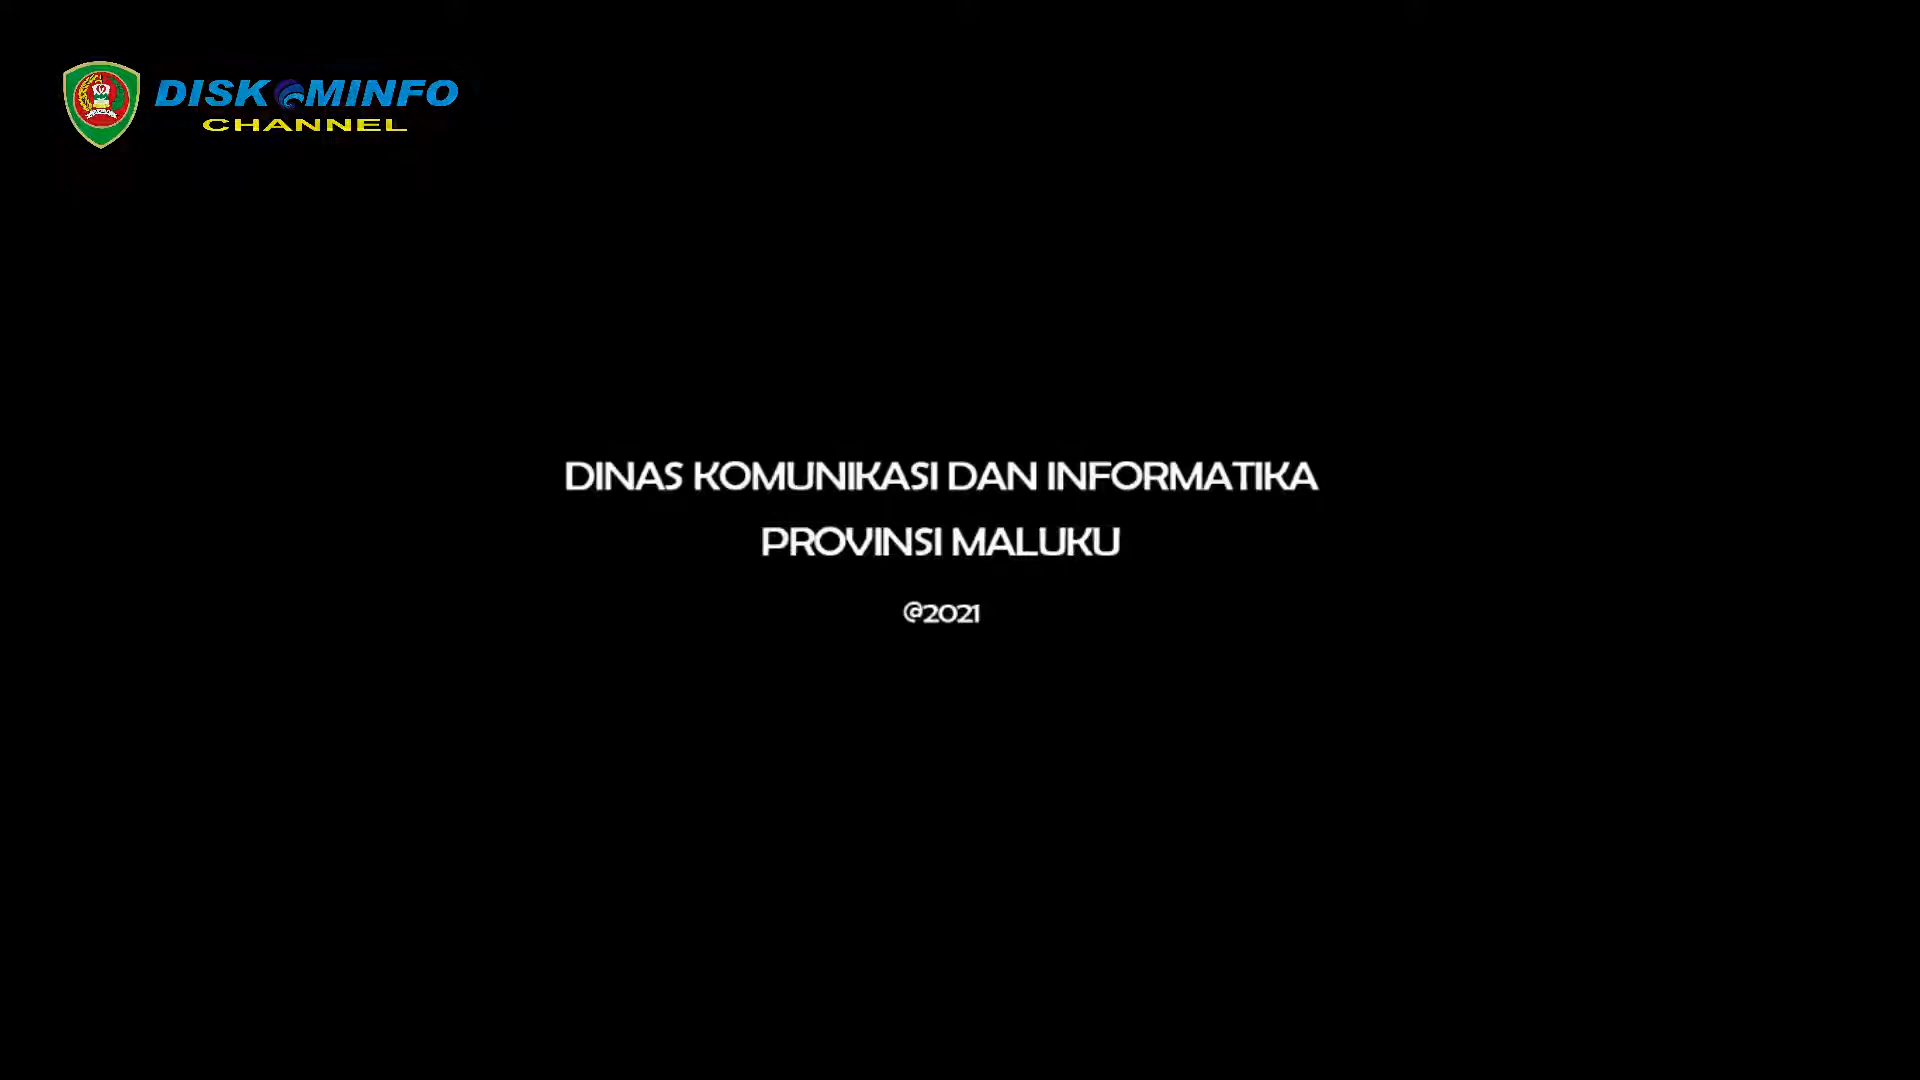 DISKOMINFO
CHANNEL
DINAS KOMUNIKASI DAN INFORMATIKA
PROVINSI MALUKU
@2021